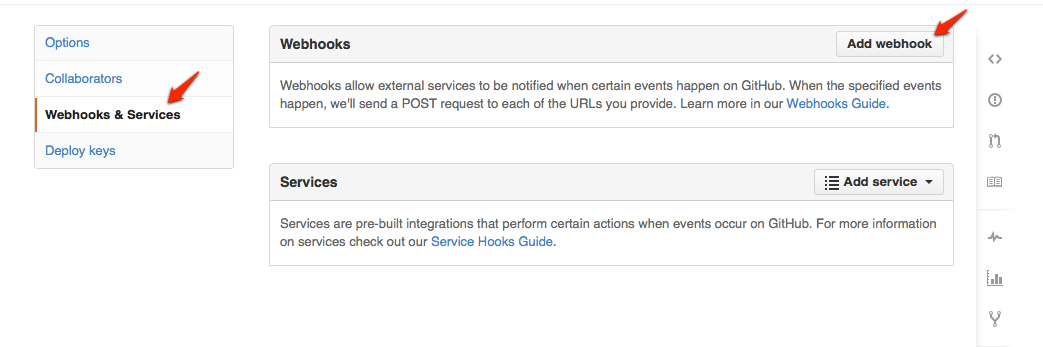 Options
Collaborators
Webhooks & Services
Deploy keys
Webhooks
Add webhook
Webhooks allow external services to be notified when certain events happen on GitHub. When the specified events
happen, we'll send a POST request to each of the URLs you provide. Learn more in our Webhooks Guide.
Services
Add service
Services are pre-built integrations that perform certain actions when events occur on GitHub. For more information
on services check out our Service Hooks Guide.